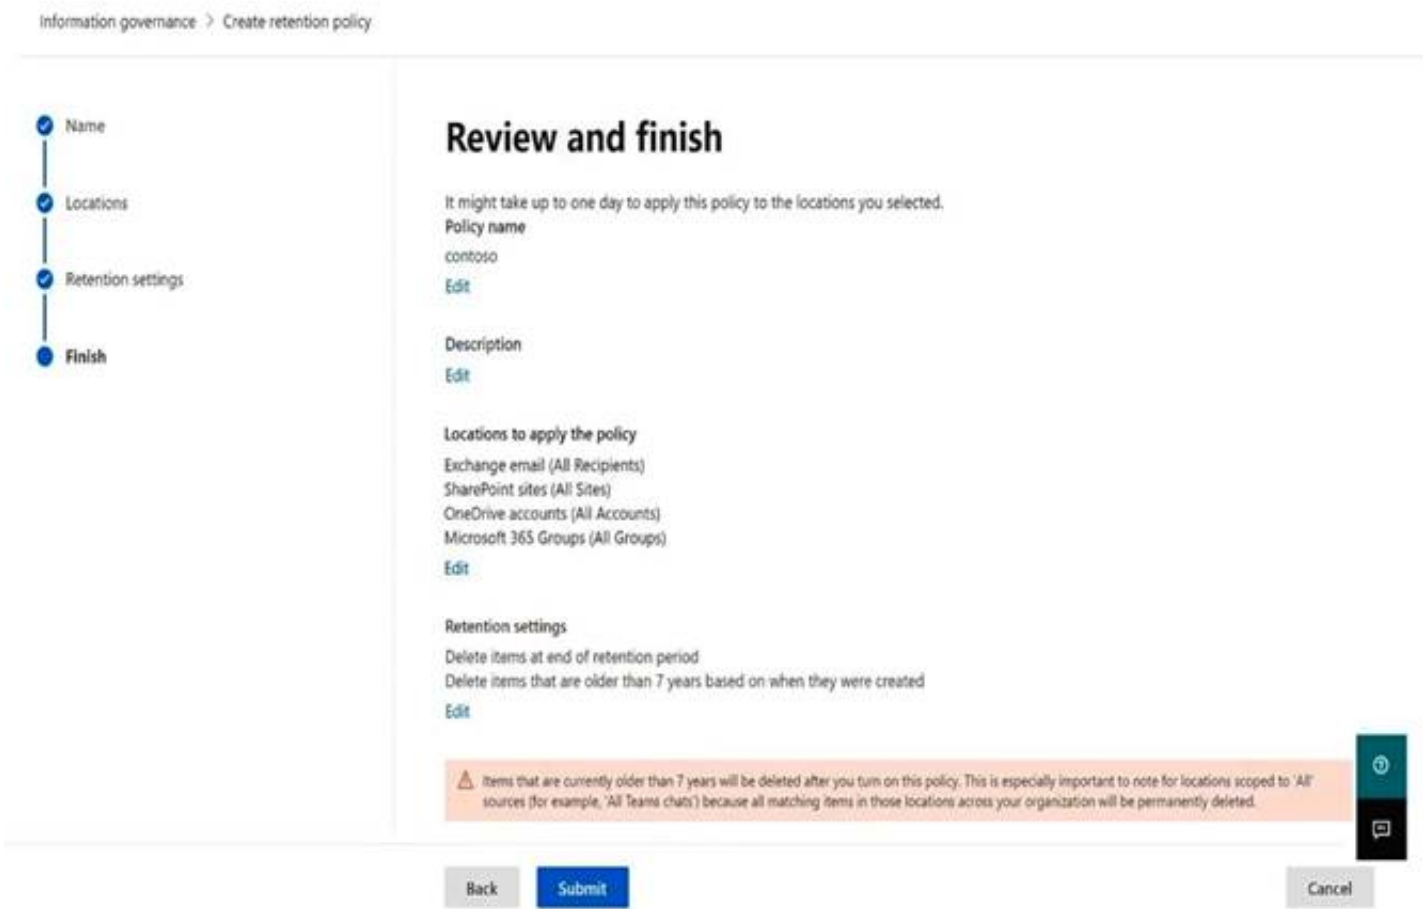 Information governance > Create retention policy
Name
Locations
Retention settings
Finish
Review and finish
It might take up to one day to apply this policy to the locations you selected.
Policy name
contoso
Edit
Description
Edit
Locations to apply the policy
Exchange email (All Recipients)
SharePoint sites (All Sites)
OneDrive accounts (All Accounts)
Microsoft 365 Groups (All Groups)
Edit
Retention settings
Delete items at end of retention period
Delete items that are older than 7 years based on when they were created
Edit
Items that are currently older than 7 years will be deleted after you turn on this policy. This is especially important to note for locations scoped to 'All'
sources (for example, 'All Teams chats') because all matching items in those locations across your organization will be permanently deleted.
Back
Submit
Cancel